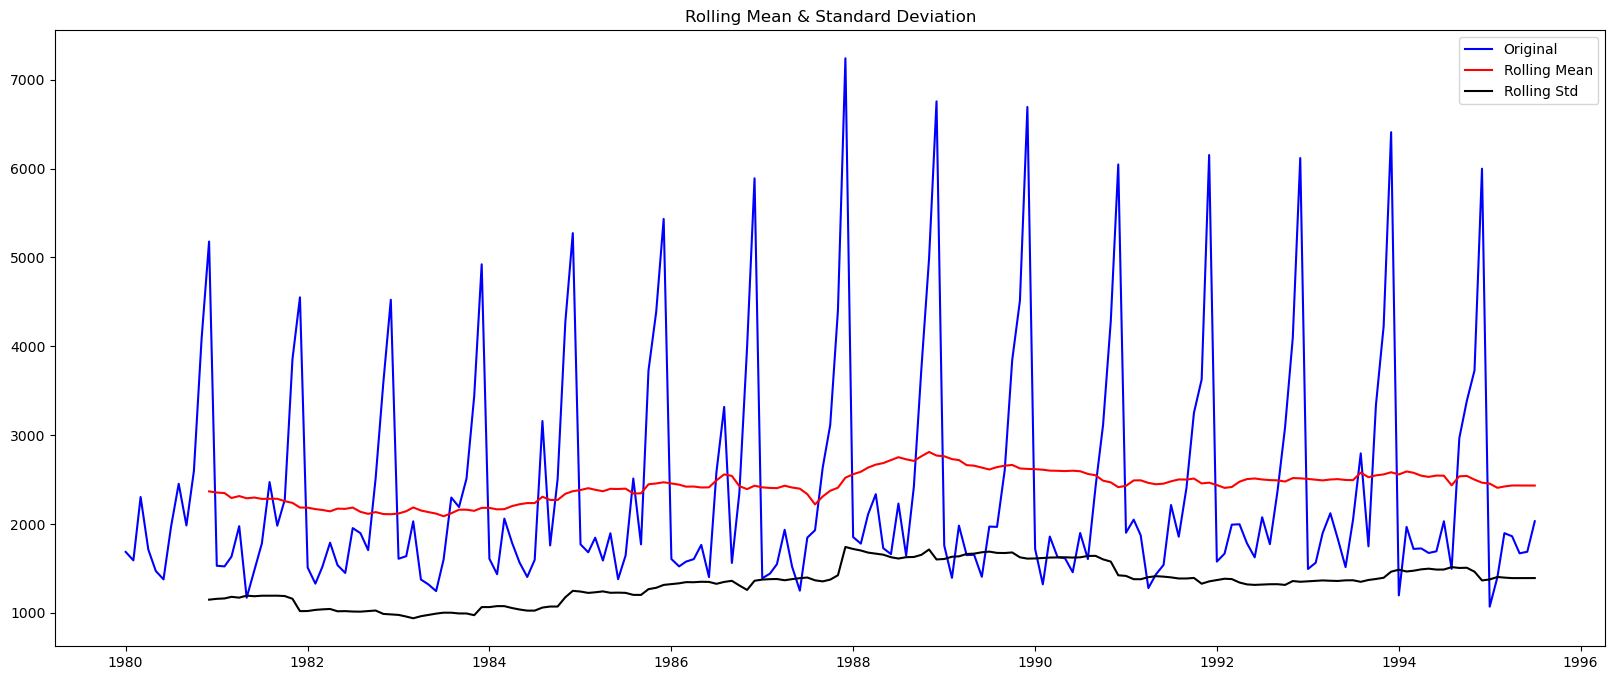 Rolling Mean & Standard Deviation
Original
Rolling Mean
Rolling Std
7000
6000
5000
4000
3000
2000
1000
1980 1982 1984 1986 1988 1990 1992 1994 1996